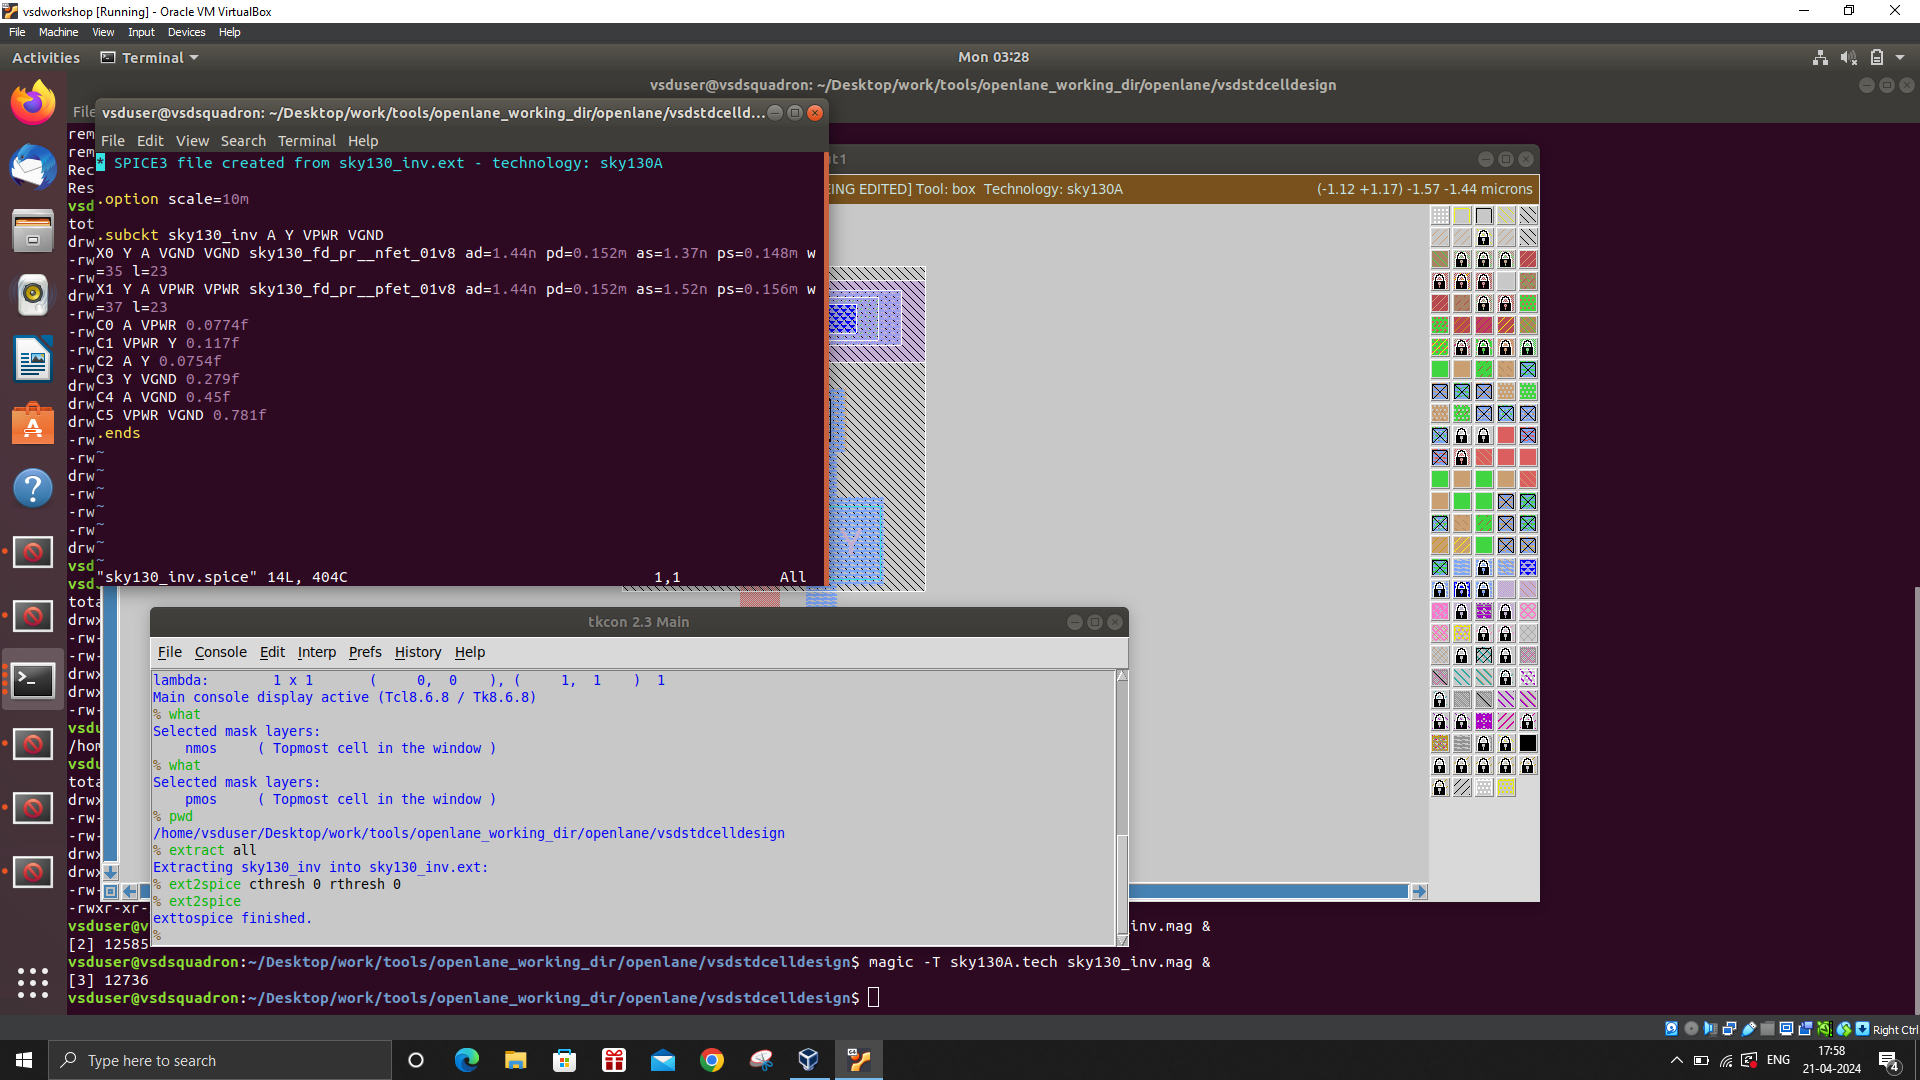 vsdworkshop [Running] - Oracle VM VirtualBox
File Machine View Input Devices Help
Activities Terminal Mon 03:28
vsduser@vsdsquadron: ~/Desktop/work/tools/openlane_working_dir/openlane/vsdstdcelldesign
File
vsduser@vsdsquadron: ~/Desktop/work/tools/openlane_working_dir/openlane/vsdstdcelld...
File Edit View Search Terminal Help
* SPICE3 file created from sky130_inv.ext - technology: sky130A
.option scale=10m
.subckt sky130_inv A Y VPWR VGND
X0 Y A VGND VGND sky130_fd_pr__nfet_01v8 ad=1.44n pd=0.152m as=1.37n ps=0.148m w
=35 l=23
X1 Y A VPWR VPWR sky130_fd_pr__pfet_01v8 ad=1.44n pd=0.152m as=1.52n ps=0.156m w
=37 l=23
C0 A VPWR 0.0774f
C1 VPWR Y 0.117f
C2 A Y 0.0754f
C3 Y VGND 0.279f
C4 A VGND 0.45f
C5 VPWR VGND 0.781f
.ends
~
~
~
~
~
~
~
"sky130_inv.spice" 14L, 404C 1,1 All
EDITED] Tool: box Technology: sky130A (-1.12 +1.17) -1.57 -1.44 microns
Y
tkcon 2.3 Main
File Console Edit Interp Prefs History Help
lambda: 1 x 1 ( 0, 0 ), ( 1, 1 ) 1
Main console display active (Tcl8.6.8 / Tk8.6.8)
% what
Selected mask layers:
nmos ( Topmost cell in the window )
% what
Selected mask layers:
pmos ( Topmost cell in the window )
% pwd
/home/vsduser/Desktop/work/tools/openlane_working_dir/openlane/vsdstdcelldesign
% extract all
Extracting sky130_inv into sky130_inv.ext:
% ext2spice cthresh 0 rthresh 0
% ext2spice
exttospice finished.
%
-rwxr-xr-
vsduser@v inv.mag &
[2] 12585
vsduser@vsdsquadron:~/Desktop/work/tools/openlane_working_dir/openlane/vsdstdcelldesign$ magic -T sky130A.tech sky130_inv.mag &
[3] 12736
vsduser@vsdsquadron:~/Desktop/work/tools/openlane_working_dir/openlane/vsdstdcelldesign$
Right Ctrl
Type here to search
ENG
17:58
21-04-2024
4